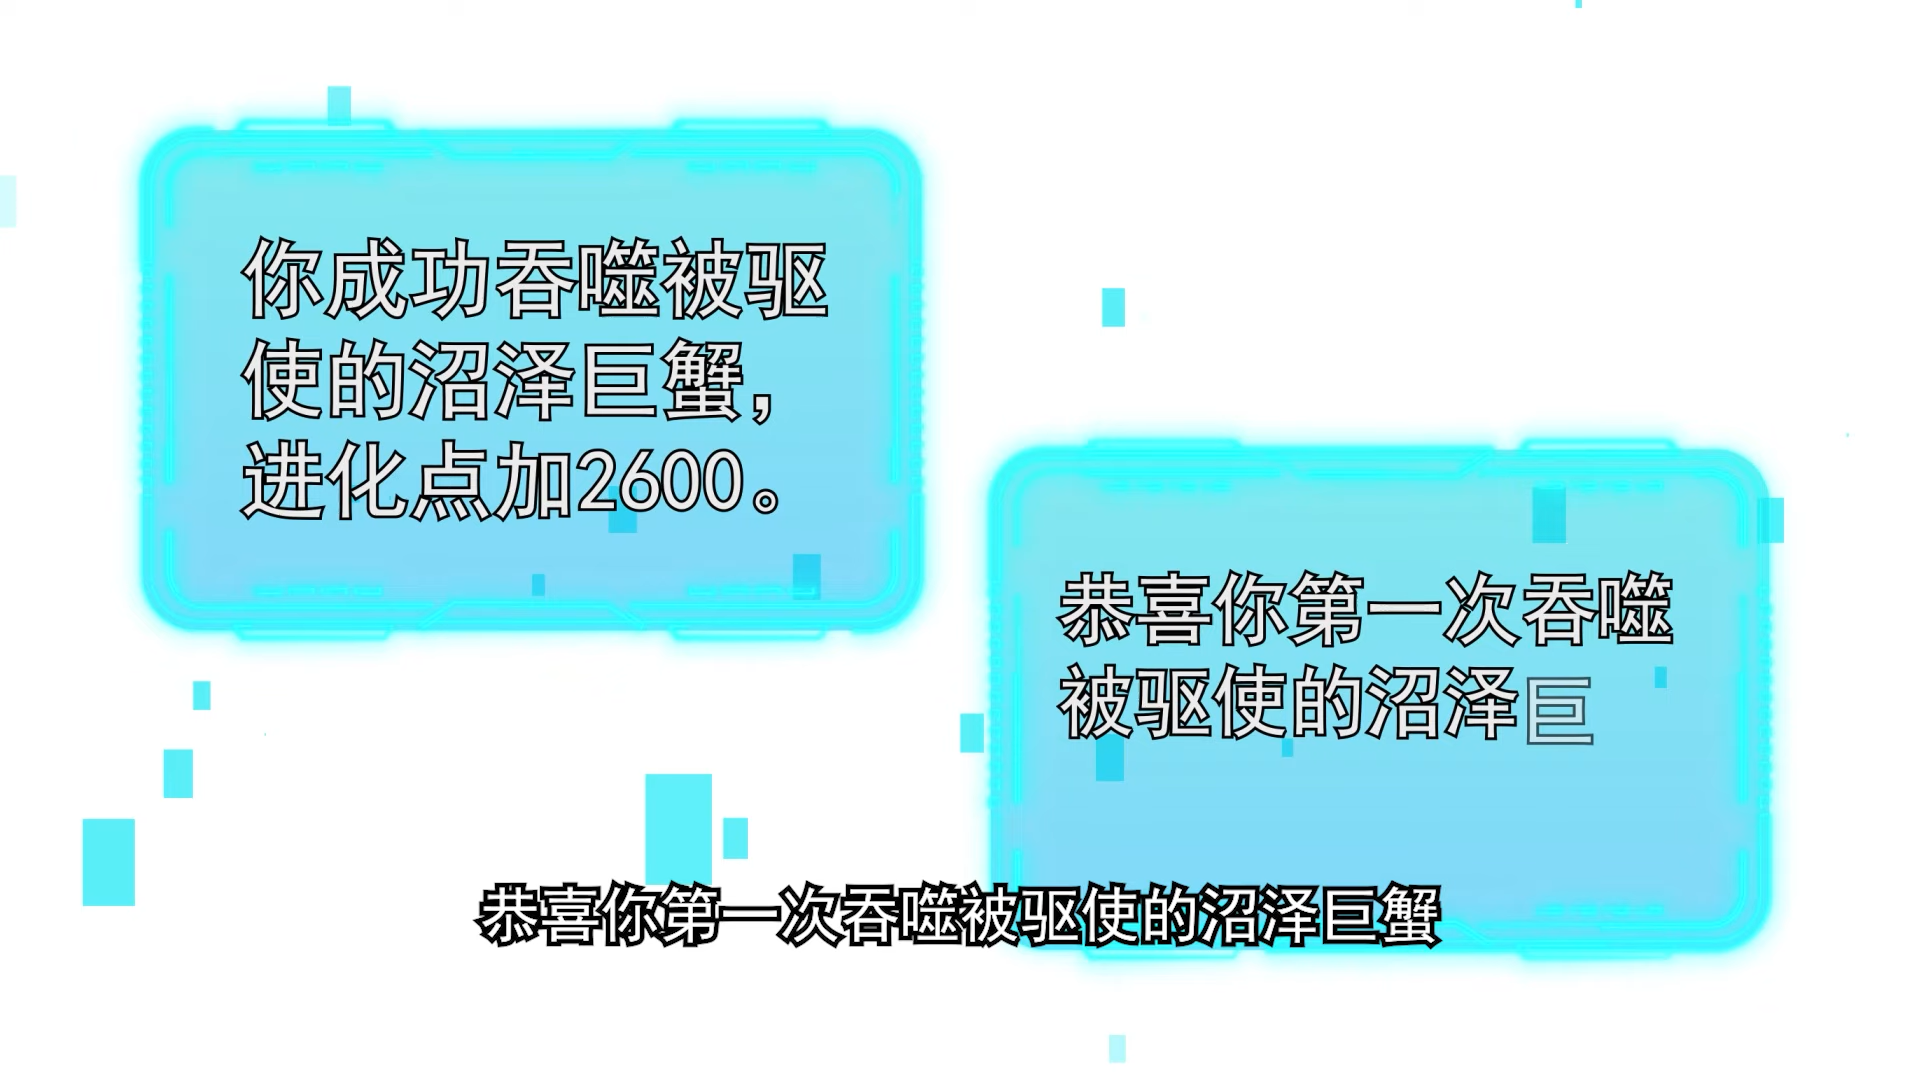 你成功吞噬被驱
使的沼泽巨蟹，
进化点加2600。
恭喜你第一次吞噬
被驱使的沼泽巨
恭喜你第一次吞噬被驱使的沼泽巨蟹